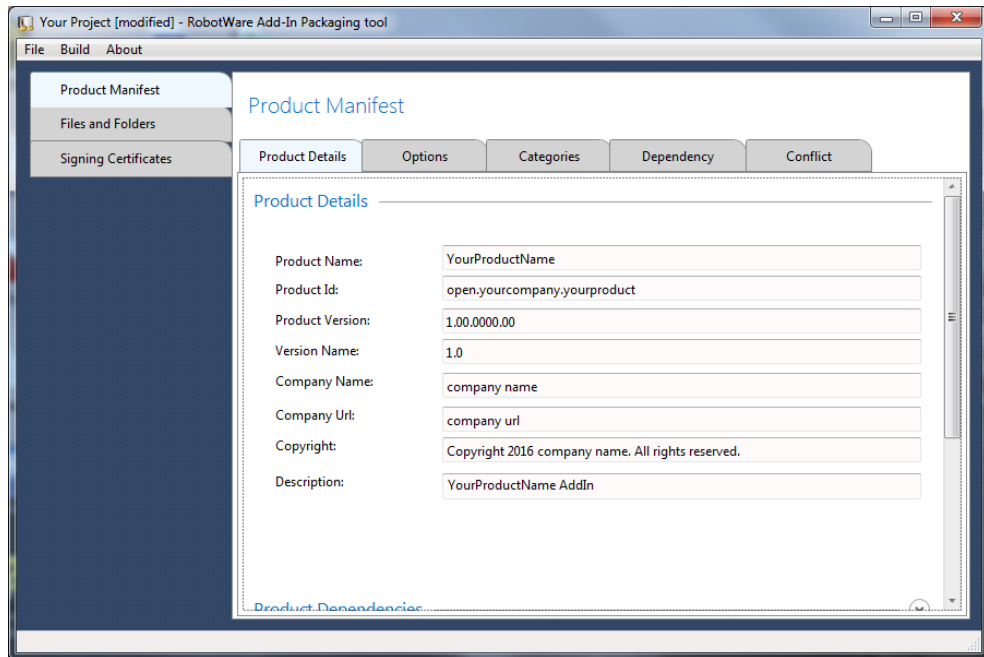 Your Project [modified] - RobotWare Add-In Packaging tool
File Build About
Product Manifest
Files and Folders
Signing Certificates
Product Manifest
Product Details Options Categories Dependency Conflict
Product Details
Product Name: YourProductName
Product Id: open.yourcompany.yourproduct
Product Version: 1.00.0000.00
Version Name: 1.0
Company Name: company name
Company Url: company url
Copyright: Copyright 2016 company name. All rights reserved.
Description: YourProductName AddIn
Product Dependencies